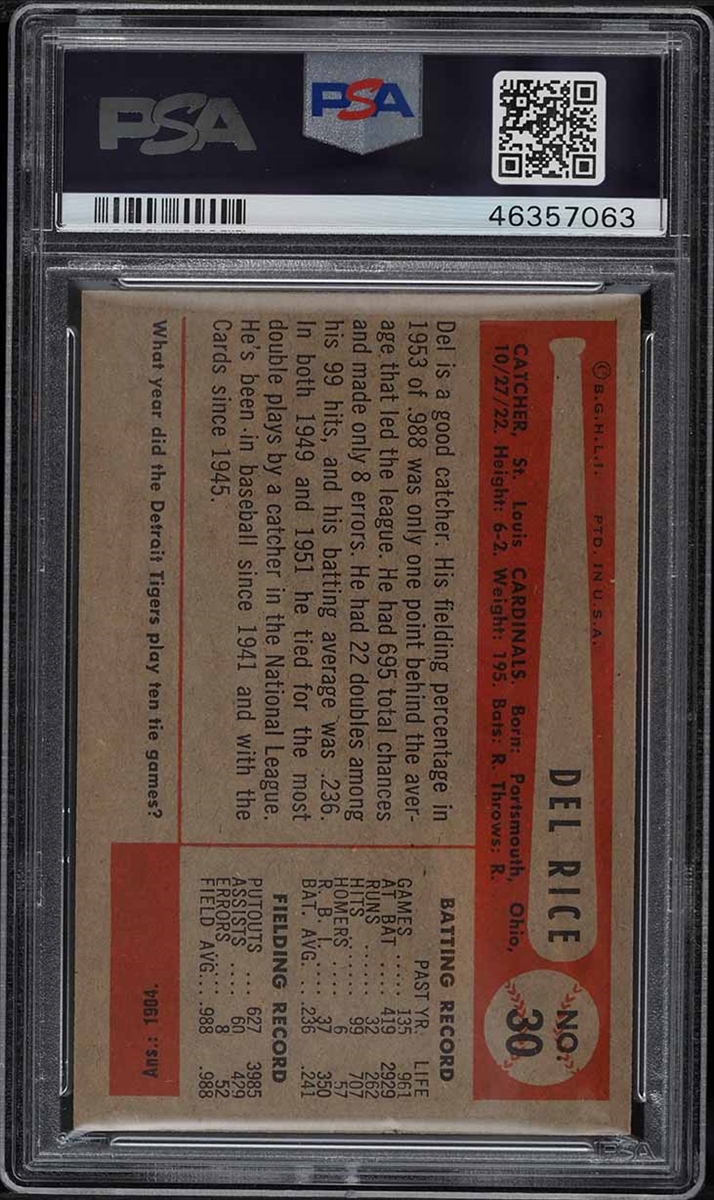 PSA
PSA
46357063
© B.G.H.L.I. PTD. IN U.S.A.
DEL RICE
NO. 30
CATCHER, St. Louis CARDINALS. Born: Portsmouth, Ohio,
10/27/22. Height: 6-2. Weight: 195. Bats: R. Throws: R.
Del is a good catcher. His fielding percentage in
1953 of .988 was only one point behind the aver-
age that led the league. He had 695 total chances
and made only 8 errors. He had 22 doubles among
his 99 hits, and his batting average was .236.
In both 1949 and 1951 he tied for the most
double plays by a catcher in the National League.
He's been in baseball since 1941 and with the
Cards since 1945.
BATTING RECORD
PAST YR. LIFE
GAMES ..... 135 961
AT BAT .... 419 2929
RUNS ...... 32 262
HITS ...... 99 707
HOMERS .... 6 57
R. B. I. .... 37 350
BAT. AVG. ... .236 .241
FIELDING RECORD
PUTOUTS ... 627 3985
ASSISTS .... 60 429
ERRORS .... 8 52
FIELD AVG... .988 .988
What year did the Detroit Tigers play ten tie games?
Ans.: 1904.
PSA